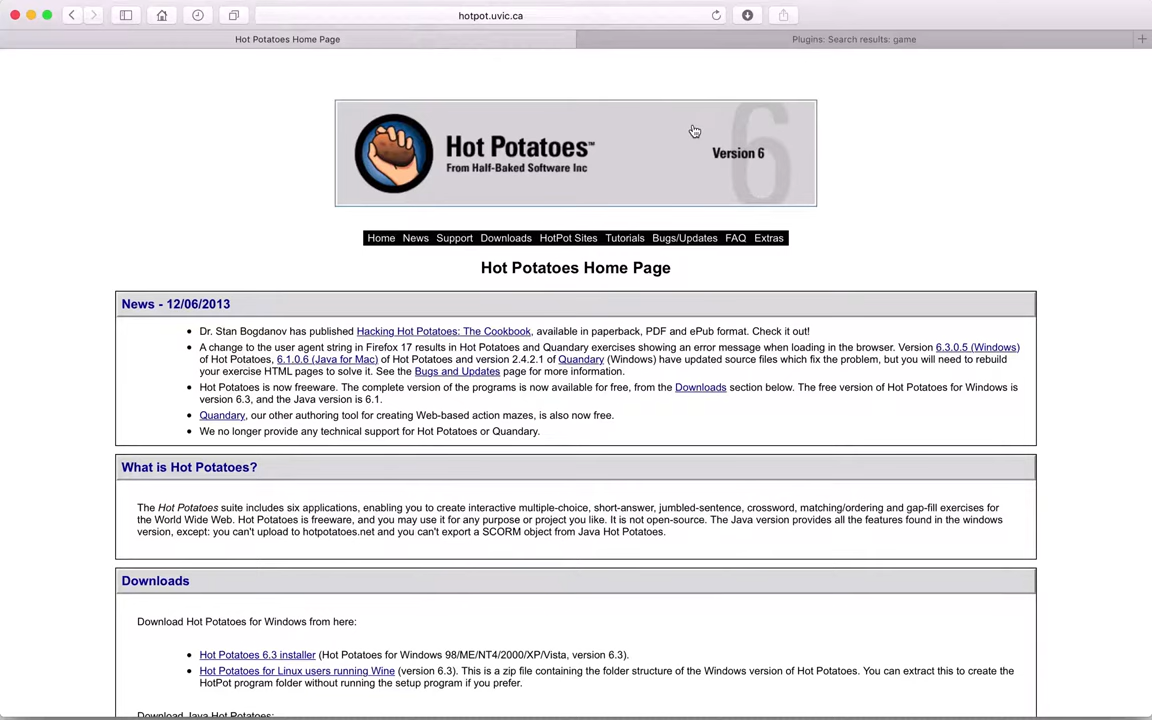 hotpot.uvic.ca
Hot Potatoes Home Page
Plugins: Search results: game
Hot Potatoes™
From Half-Baked Software Inc
6
Version 6
Home News Support Downloads HotPot Sites Tutorials Bugs/Updates FAQ Extras
Hot Potatoes Home Page
News - 12/06/2013
Dr. Stan Bogdanov has published Hacking Hot Potatoes: The Cookbook, available in paperback, PDF and ePub format. Check it out!
A change to the user agent string in Firefox 17 results in Hot Potatoes and Quandary exercises showing an error message when loading in the browser. Version 6.3.0.5 (Windows)
of Hot Potatoes, 6.1.0.6 (Java for Mac) of Hot Potatoes and version 2.4.2.1 of Quandary (Windows) have updated source files which fix the problem, but you will need to rebuild
your exercise HTML pages to solve it. See the Bugs and Updates page for more information.
Hot Potatoes is now freeware. The complete version of the programs is now available for free, from the Downloads section below. The free version of Hot Potatoes for Windows is
version 6.3, and the Java version is 6.1.
Quandary, our other authoring tool for creating Web-based action mazes, is also now free.
We no longer provide any technical support for Hot Potatoes or Quandary.
What is Hot Potatoes?
The Hot Potatoes suite includes six applications, enabling you to create interactive multiple-choice, short-answer, jumbled-sentence, crossword, matching/ordering and gap-fill exercises for
the World Wide Web. Hot Potatoes is freeware, and you may use it for any purpose or project you like. It is not open-source. The Java version provides all the features found in the windows
version, except: you can't upload to hotpotatoes.net and you can't export a SCORM object from Java Hot Potatoes.
Downloads
Download Hot Potatoes for Windows from here:
Hot Potatoes 6.3 installer (Hot Potatoes for Windows 98/ME/NT4/2000/XP/Vista, version 6.3).
Hot Potatoes for Linux users running Wine (version 6.3). This is a zip file containing the folder structure of the Windows version of Hot Potatoes. You can extract this to create the
HotPot program folder without running the setup program if you prefer.
Download Java Hot Potatoes: